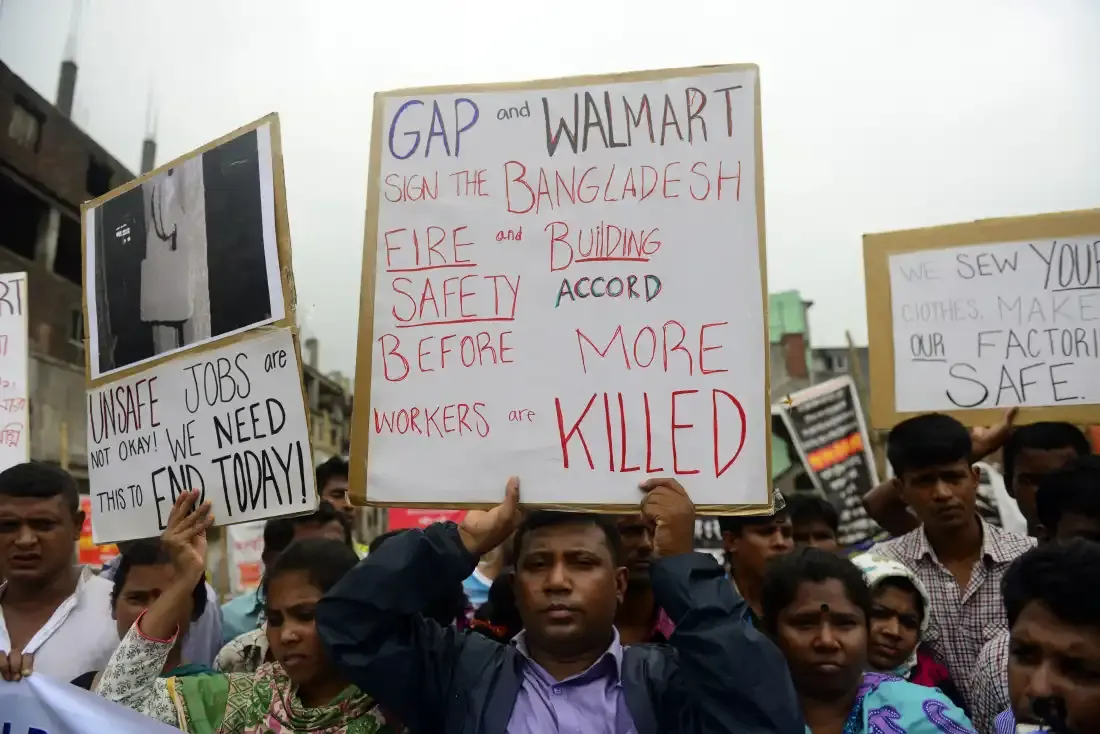 UNSAFE JOBS are
NOT OKAY! WE NEED
THIS TO END TODAY!
GAP and WALMART
SIGN THE BANGLADESH
FIRE and BUilDING
SAFETY ACCORD
BEFORE MORE
WORKERS are KILLED
WE SEW YOUR
CLOTHES, MAKE
OUR FACTORI
SAFE.